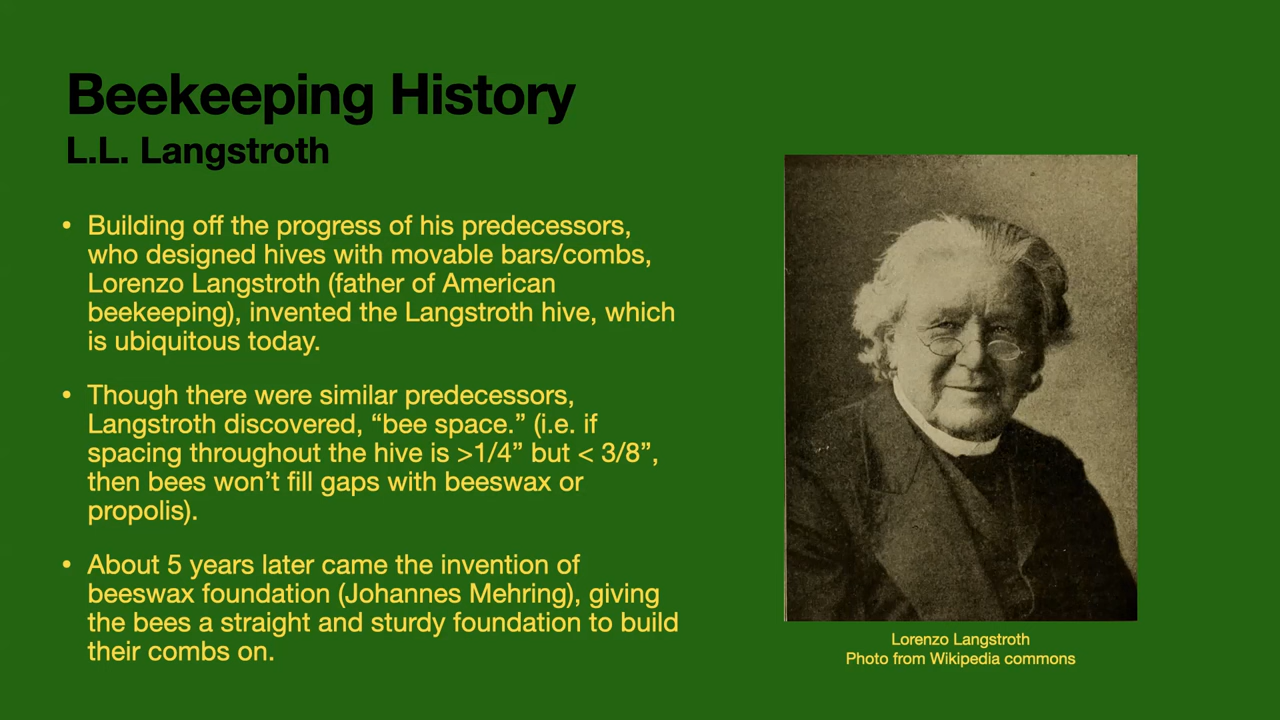 Beekeeping History
L.L. Langstroth
• Building off the progress of his predecessors,
who designed hives with movable bars/combs,
Lorenzo Langstroth (father of American
beekeeping), invented the Langstroth hive, which
is ubiquitous today.
• Though there were similar predecessors,
Langstroth discovered, “bee space.” (i.e. if
spacing throughout the hive is >1/4” but < 3/8”,
then bees won’t fill gaps with beeswax or
propolis).
• About 5 years later came the invention of
beeswax foundation (Johannes Mehring), giving
the bees a straight and sturdy foundation to build
their combs on.
Lorenzo Langstroth
Photo from Wikipedia commons